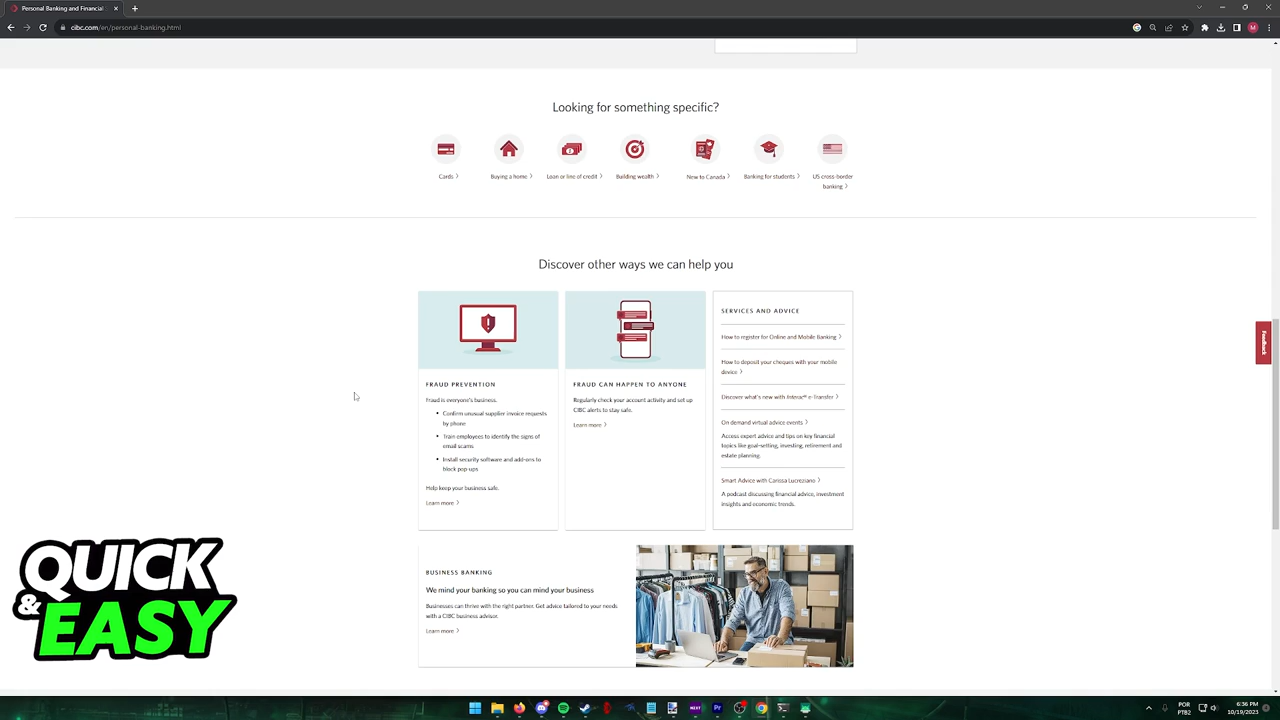 Personal Banking and Financial
cibc.com/en/personal-banking.html
M
Looking for something specific?
Cards
Buying a home
Loan or line of credit
Building wealth
New to Canada
Banking for students
US cross-border
banking
Discover other ways we can help you
FRAUD PREVENTION
Fraud is everyone's business.
• Confirm unusual supplier invoice requests
by phone
• Train employees to identify the signs of
email scams
• Install security software and add-ons to
block pop-ups
Help keep your business safe.
Learn more
FRAUD CAN HAPPEN TO ANYONE
Regularly check your account activity and set up
CIBC alerts to stay safe.
Learn more
SERVICES AND ADVICE
How to register for Online and Mobile Banking
How to deposit your cheques with your mobile
device
Discover what's new with Interac® e-Transfer
On demand virtual advice events
Access expert advice and tips on key financial
topics like goal-setting, investing, retirement and
estate planning.
Smart Advice with Carissa Lucreziano
A podcast discussing financial advice, investment
insights and economic trends.
Feedback
BUSINESS BANKING
We mind your banking so you can mind your business
Businesses can thrive with the right partner. Get advice tailored to your needs
with a CIBC business advisor.
Learn more
QUICK
& EASY
NEXT
Pr
POR
PTB2
6:36 PM
10/19/2023